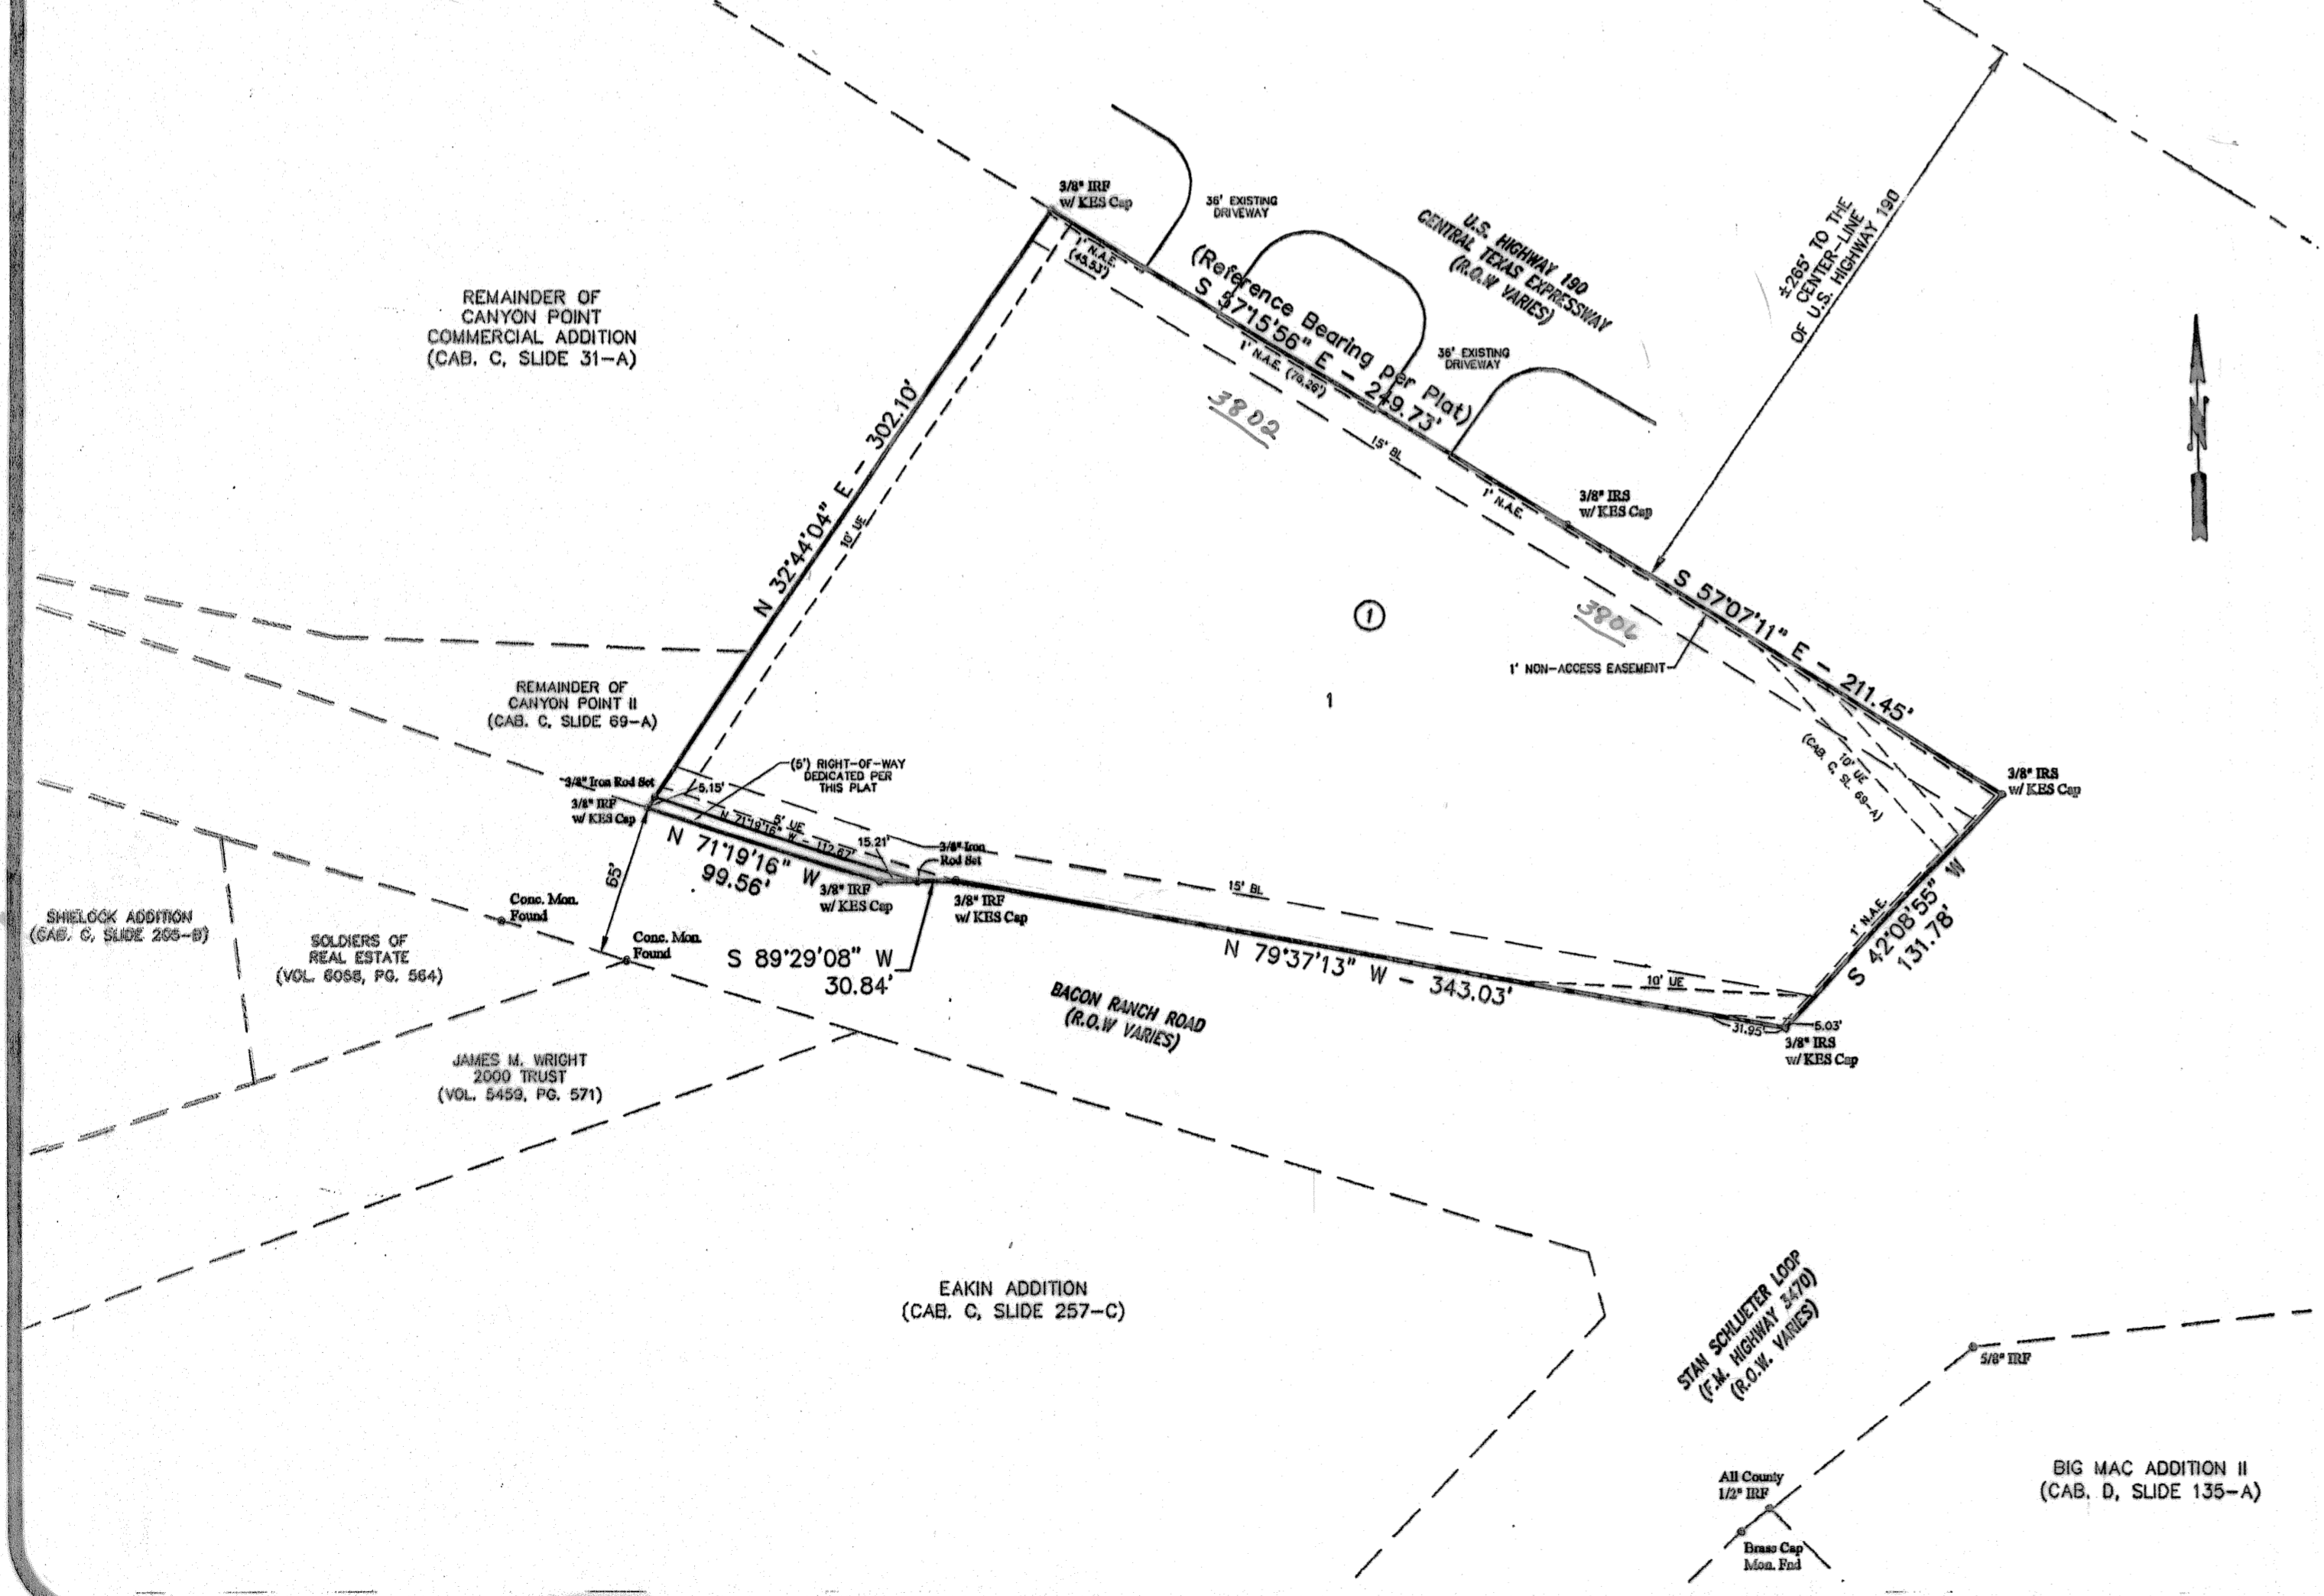 3/8" IRF
w/ KES Cap
36' EXISTING
DRIVEWAY
1' N.A.E.
(45.53')
(Reference Bearing per Plat)
S 57°15'56" E - 249.73'
1' N.A.E. (76.26')
U.S. HIGHWAY 190
CENTRAL TEXAS EXPRESSWAY
(R.O.W VARIES)
±265' TO THE
CENTER-LINE
OF U.S. HIGHWAY 190
N
REMAINDER OF
CANYON POINT
COMMERCIAL ADDITION
(CAB. C, SLIDE 31-A)
36' EXISTING
DRIVEWAY
3802
15' BL
1' N.A.E.
3/8" IRS
w/ KES Cap
N 32°44'04" E - 302.10'
10' UE
1
3806
S 57°07'11" E - 211.45'
1' NON-ACCESS EASEMENT
1
REMAINDER OF
CANYON POINT II
(CAB. C, SLIDE 69-A)
10' UE
(CAB. C, SL. 69-A)
3/8" IRS
w/ KES Cap
3/8" Iron Rod Set
3/8" IRF
w/ KES Cap
5.15'
(5') RIGHT-OF-WAY
DEDICATED PER
THIS PLAT
5' UE
N 71°19'16" W - 112.67'
15.21'
3/8" Iron
Rod Set
N 71°19'16" W
99.56'
3/8" IRF
w/ KES Cap
3/8" IRF
w/ KES Cap
15' BL
65'
1' N.A.E.
S 42°08'55" W
131.78'
SHIELOCK ADDITION
(CAB. C, SLIDE 205-B)
SOLDIERS OF
REAL ESTATE
(VOL. 6088, PG. 564)
Conc. Mon.
Found
Conc. Mon.
Found
S 89°29'08" W
30.84'
N 79°37'13" W - 343.03'
10' UE
31.95'
5.03'
3/8" IRS
w/ KES Cap
BACON RANCH ROAD
(R.O.W VARIES)
JAMES M. WRIGHT
2000 TRUST
(VOL. 5459, PG. 571)
EAKIN ADDITION
(CAB. C, SLIDE 257-C)
STAN SCHLUETER LOOP
(F.M. HIGHWAY 3470)
(R.O.W. VARIES)
5/8" IRF
All County
1/2" IRF
Brass Cap
Mon. Fnd
BIG MAC ADDITION II
(CAB. D, SLIDE 135-A)